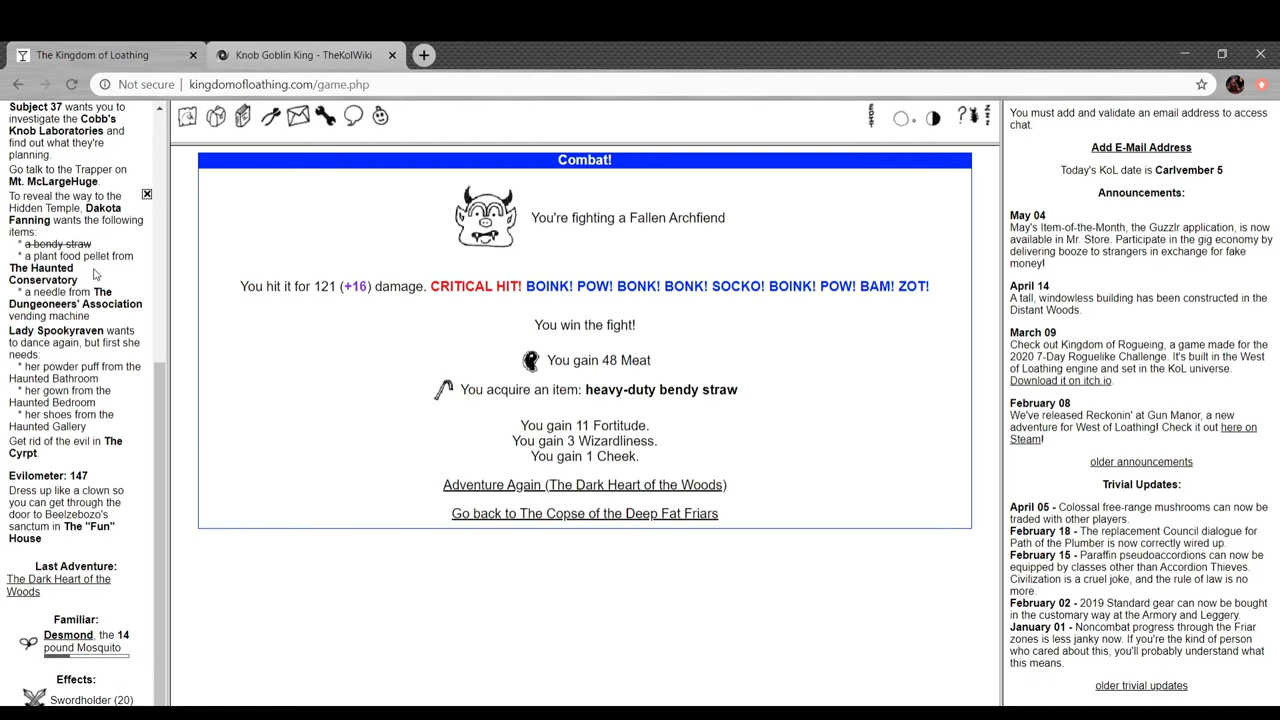 The Kingdom of Loathing
Knob Goblin King - TheKolWiki
Not secure | kingdomofloathing.com/game.php
Subject 37 wants you to
investigate the Cobb's
Knob Laboratories and
find out what they're
planning.
Go talk to the Trapper on
Mt. McLargeHuge.
To reveal the way to the
Hidden Temple, Dakota
Fanning wants the following
items:
* a bendy straw
* a plant food pellet from
The Haunted
Conservatory
* a needle from The
Dungeoneers' Association
vending machine
Lady Spookyraven wants
to dance again, but first she
needs:
* her powder puff from the
Haunted Bathroom
* her gown from the
Haunted Bedroom
* her shoes from the
Haunted Gallery
Get rid of the evil in The
Cyrpt.
Evilometer: 147
Dress up like a clown so
you can get through the
door to Beelzebozo's
sanctum in The "Fun"
House
Last Adventure:
The Dark Heart of the
Woods
Familiar:
Desmond, the 14
pound Mosquito
Effects:
Swordholder (20)
Combat!
You're fighting a Fallen Archfiend
You hit it for 121 (+16) damage. CRITICAL HIT! BOINK! POW! BONK! BONK! SOCKO! BOINK! POW! BAM! ZOT!
You win the fight!
You gain 48 Meat
You acquire an item: heavy-duty bendy straw
You gain 11 Fortitude.
You gain 3 Wizardliness.
You gain 1 Cheek.
Adventure Again (The Dark Heart of the Woods)
Go back to The Copse of the Deep Fat Friars
You must add and validate an email address to access
chat.
Add E-Mail Address
Today's KoL date is Carlvember 5
Announcements:
May 04
May's Item-of-the-Month, the Guzzlr application, is now
available in Mr. Store. Participate in the gig economy by
delivering booze to strangers in exchange for fake
money!
April 14
A tall, windowless building has been constructed in the
Distant Woods.
March 09
Check out Kingdom of Rogueing, a game made for the
2020 7-Day Roguelike Challenge. It's built in the West
of Loathing engine and set in the KoL universe.
Download it on itch.io.
February 08
We've released Reckonin' at Gun Manor, a new
adventure for West of Loathing! Check it out here on
Steam!
older announcements
Trivial Updates:
April 05 - Colossal free-range mushrooms can now be
traded with other players.
February 18 - The replacement Council dialogue for
Path of the Plumber is now correctly wired up.
February 15 - Paraffin pseudoaccordions can now be
equipped by classes other than Accordion Thieves.
Civilization is a cruel joke, and the rule of law is no
more.
February 02 - 2019 Standard gear can now be bought
in the customary way at the Armory and Leggery.
January 01 - Noncombat progress through the Friar
zones is less janky now. If you're the kind of person
who cared about this, you'll probably understand what
this means.
older trivial updates